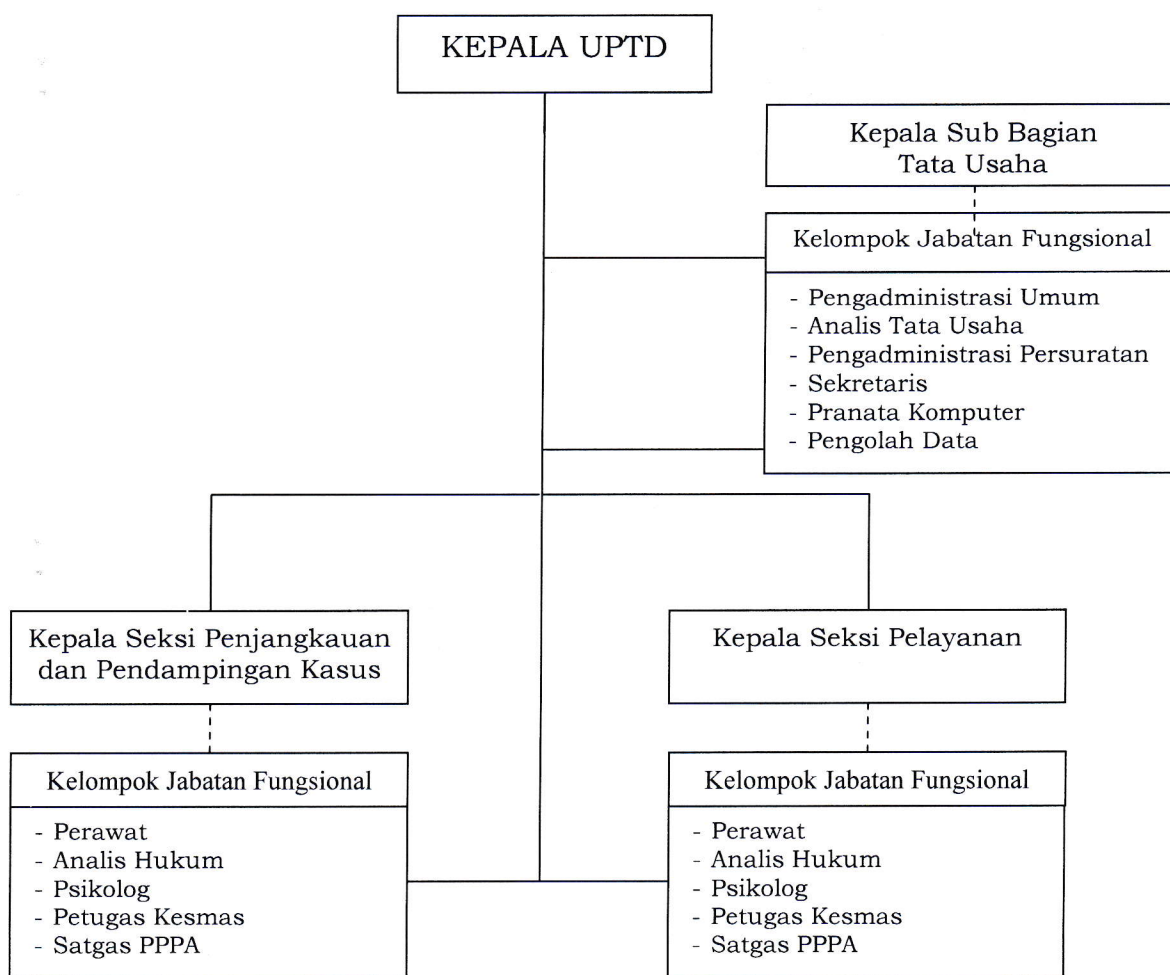 KEPALA UPTD
Kepala Sub Bagian
Tata Usaha
Kelompok Jabatan Fungsional
- Pengadministrasi Umum
- Analis Tata Usaha
- Pengadministrasi Persuratan
- Sekretaris
- Pranata Komputer
- Pengolah Data
Kepala Seksi Penjangkauan
dan Pendampingan Kasus
Kelompok Jabatan Fungsional
- Perawat
- Analis Hukum
- Psikolog
- Petugas Kesmas
- Satgas PPPA
Kepala Seksi Pelayanan
Kelompok Jabatan Fungsional
- Perawat
- Analis Hukum
- Psikolog
- Petugas Kesmas
- Satgas PPPA